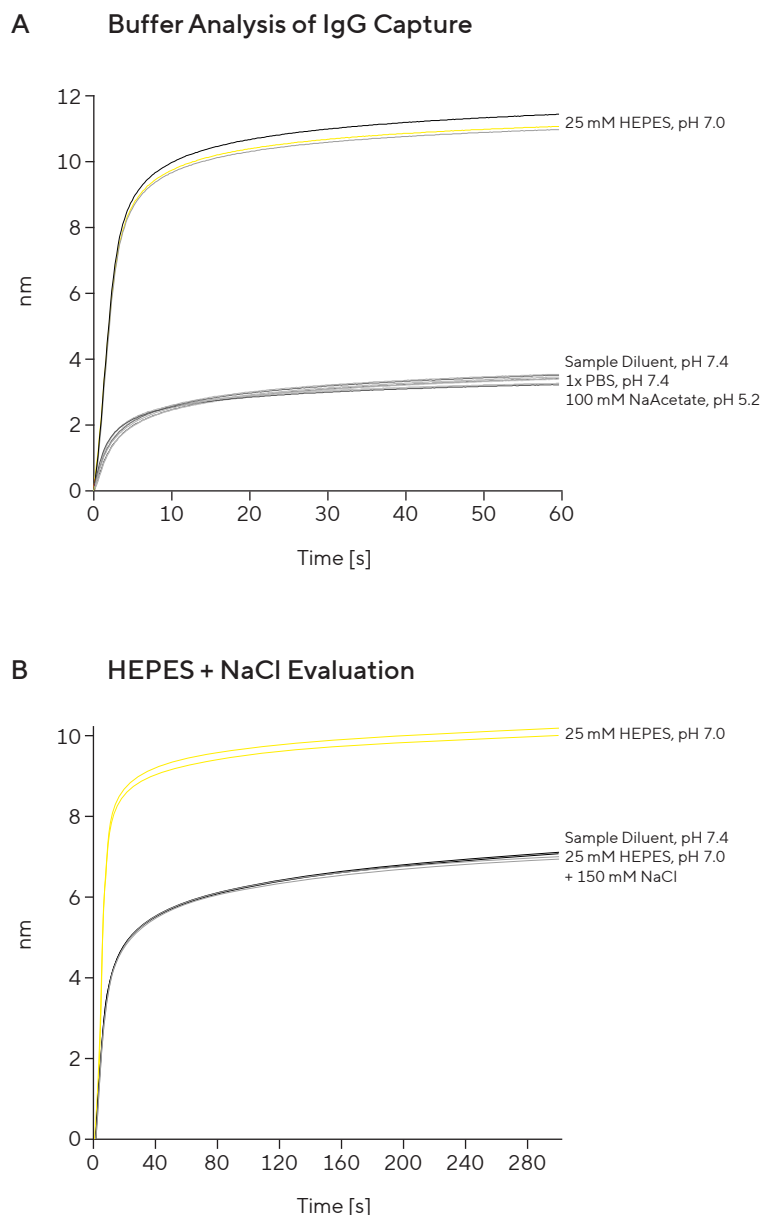 A Buffer Analysis of IgG Capture
12
10
8
6
4
2
0
nm
25 mM HEPES, pH 7.0
Sample Diluent, pH 7.4
1x PBS, pH 7.4
100 mM NaAcetate, pH 5.2
0 10 20 30 40 50 60
Time [s]
B HEPES + NaCl Evaluation
10
8
6
4
2
0
nm
25 mM HEPES, pH 7.0
Sample Diluent, pH 7.4
25 mM HEPES, pH 7.0
+ 150 mM NaCl
0 40 80 120 160 200 240 280
Time [s]